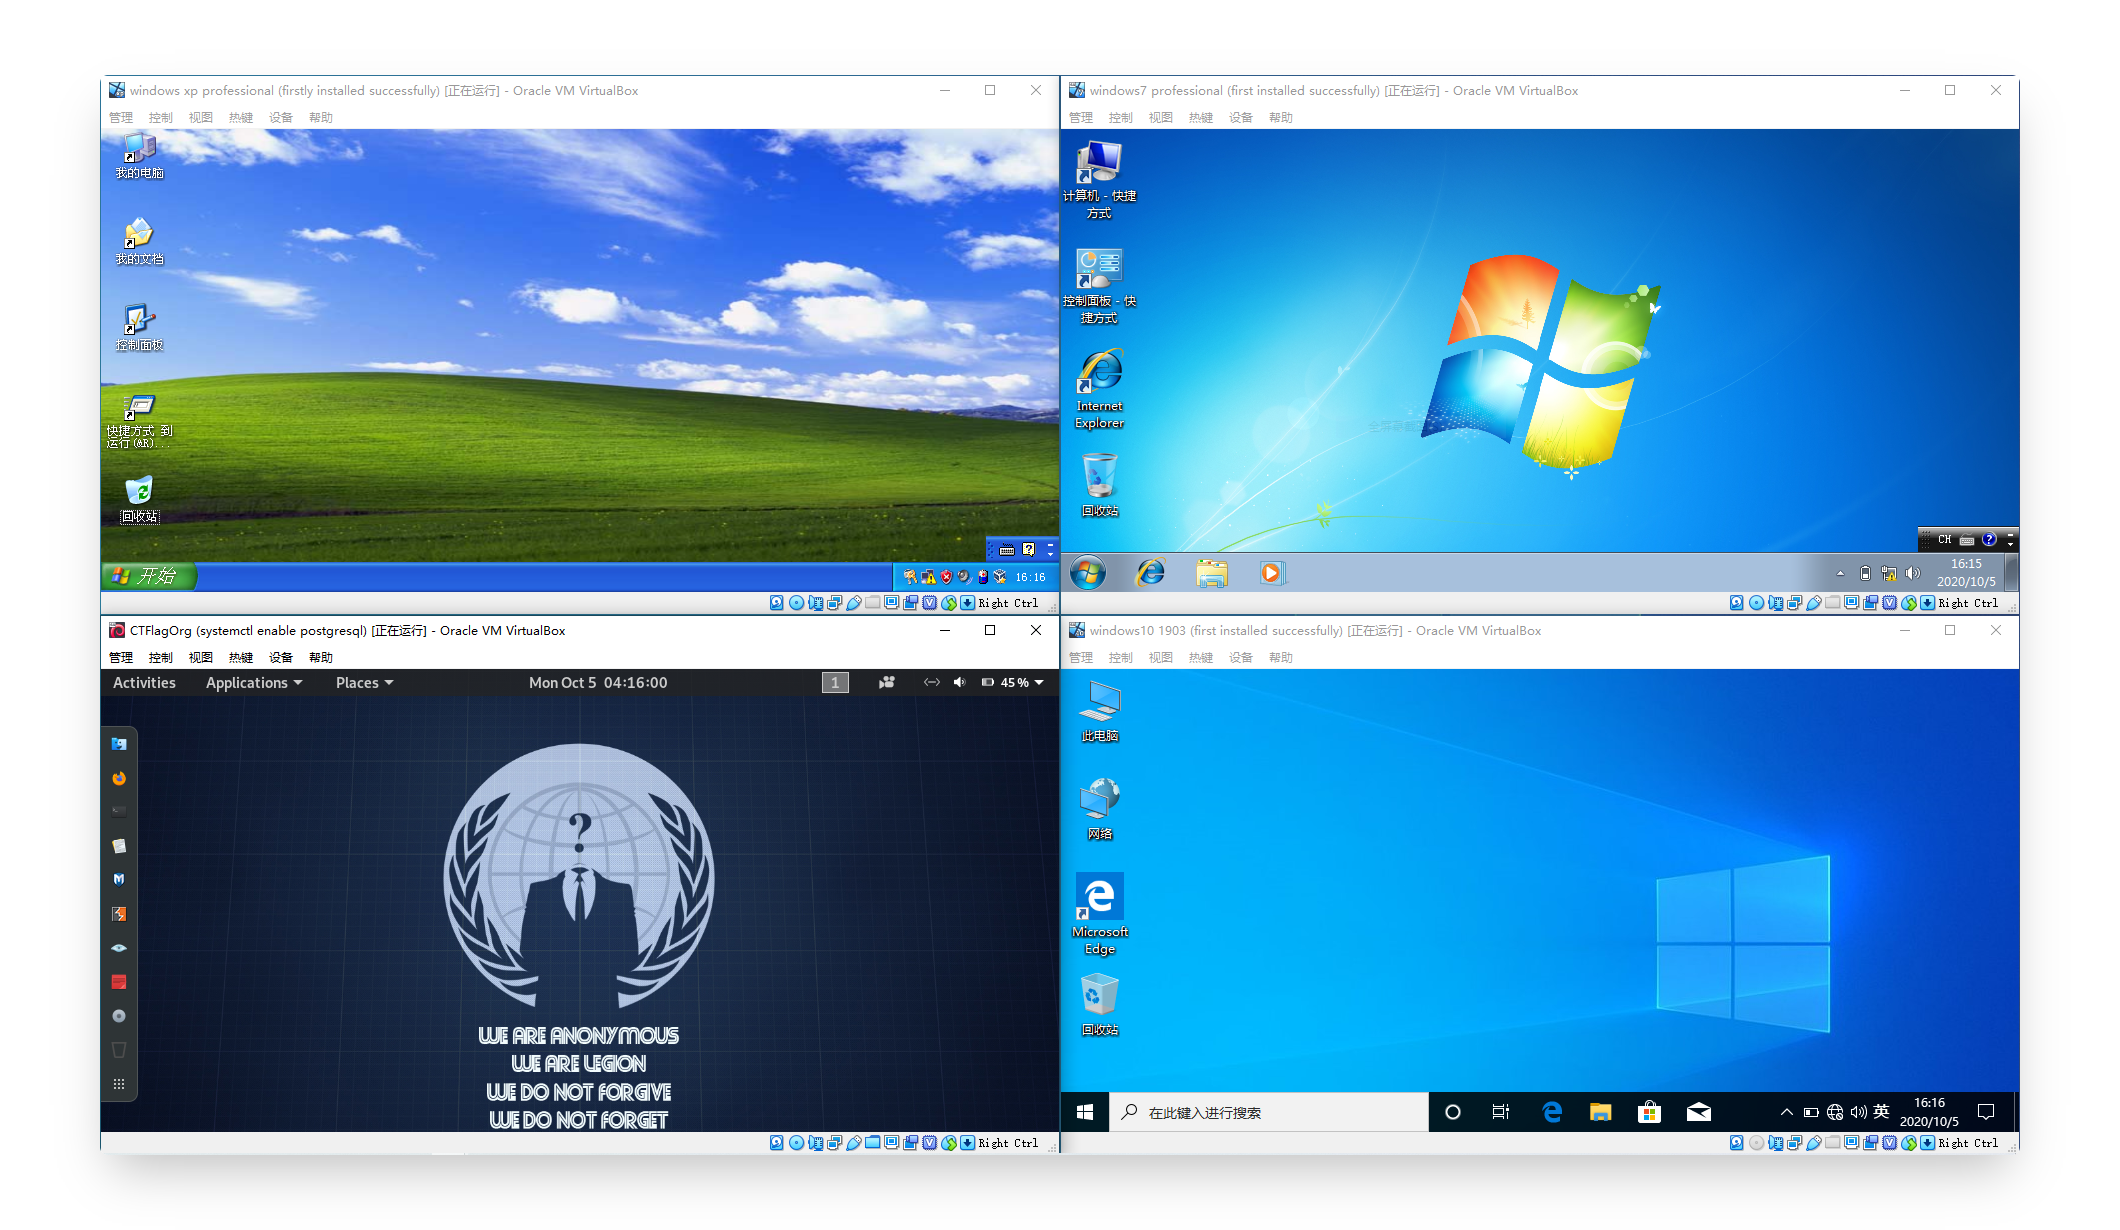 windows xp professional (firstly installed successfully) [正在运行] - Oracle VM VirtualBox
管理 控制 视图 热键 设备 帮助
我的电脑
我的文档
控制面板
快捷方式 到
运行(@R)...
回收站
开始
16:16
Right Ctrl
windows7 professional (first installed successfully) [正在运行] - Oracle VM VirtualBox
管理 控制 视图 热键 设备 帮助
计算机 - 快捷
方式
控制面板 - 快
捷方式
Internet
Explorer
回收站
CH
16:15
2020/10/5
Right Ctrl
CTFlagOrg (systemctl enable postgresql) [正在运行] - Oracle VM VirtualBox
管理 控制 视图 热键 设备 帮助
Activities Applications Places Mon Oct 5 04:16:00 1 45 %
?
WE ARE ANONYMOUS
WE ARE LEGION
WE DO NOT FORGIVE
WE DO NOT FORGET
Right Ctrl
windows10 1903 (first installed successfully) [正在运行] - Oracle VM VirtualBox
管理 控制 视图 热键 设备 帮助
此电脑
网络
Microsoft
Edge
回收站
在此键入进行搜索
英
16:16
2020/10/5
Right Ctrl